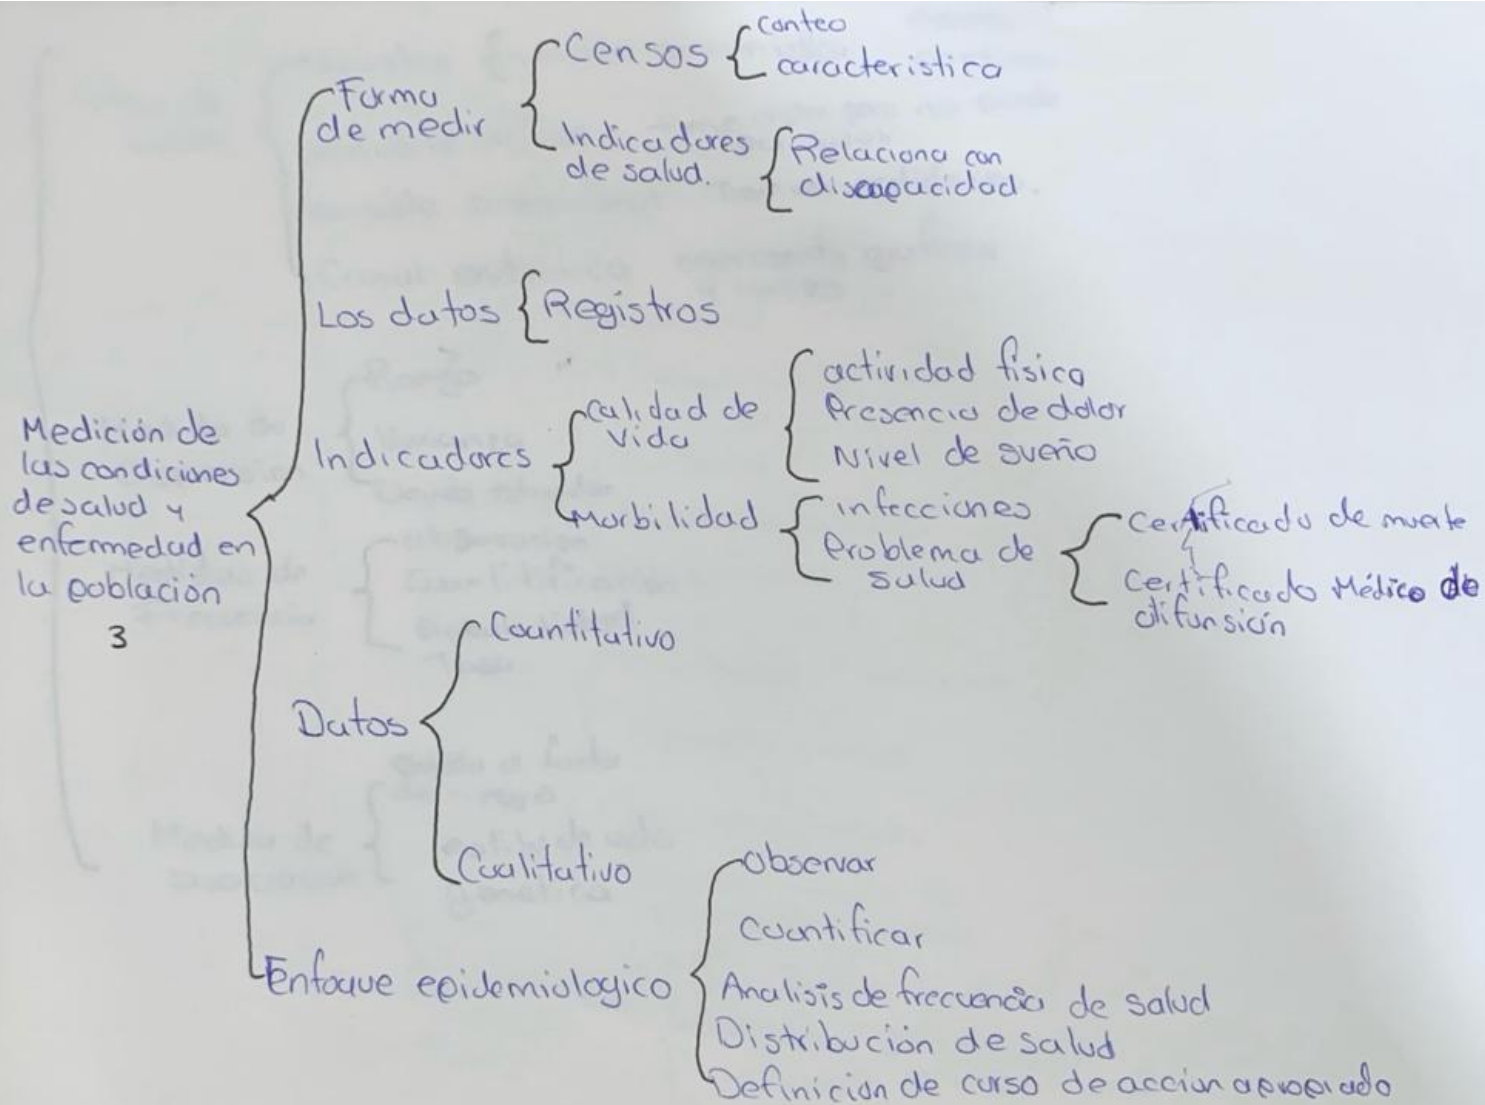 Medición de
las condiciones
de salud y
enfermedad en
la población
3
Forma
de medir
Censos
conteo
caracteristica
Indicadores
de salud.
Relaciona con
discapacidad
Los datos
Registros
Indicadores
Calidad de
vida
actividad física
Presencia de dolor
Nivel de sueño
Morbilidad
infecciones
Problema de
salud
Certificado de muerte
Certificado Médico de
difunsión
Datos
Cuantitativo
Cualitativo
Enfoque epidemiologico
Observar
Cuantificar
Analisis de frecuencia de salud
Distribución de salud
Definicion de curso de accion apropiado